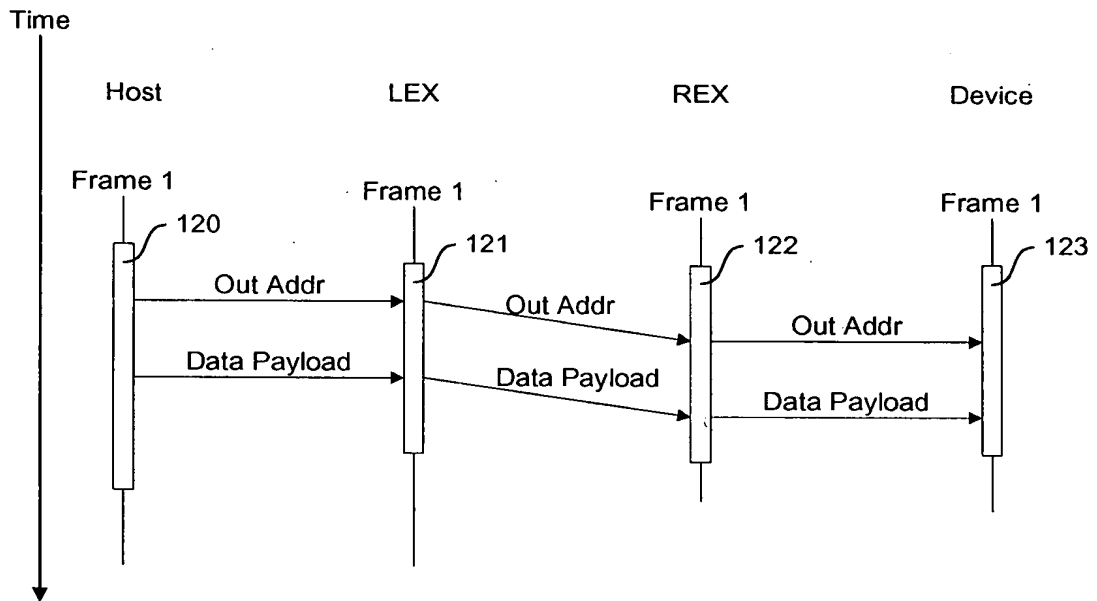 Time
Host LEX REX Device
Frame 1 Frame 1 Frame 1 Frame 1
120 121 122 123
Out Addr Out Addr Out Addr
Data Payload Data Payload Data Payload